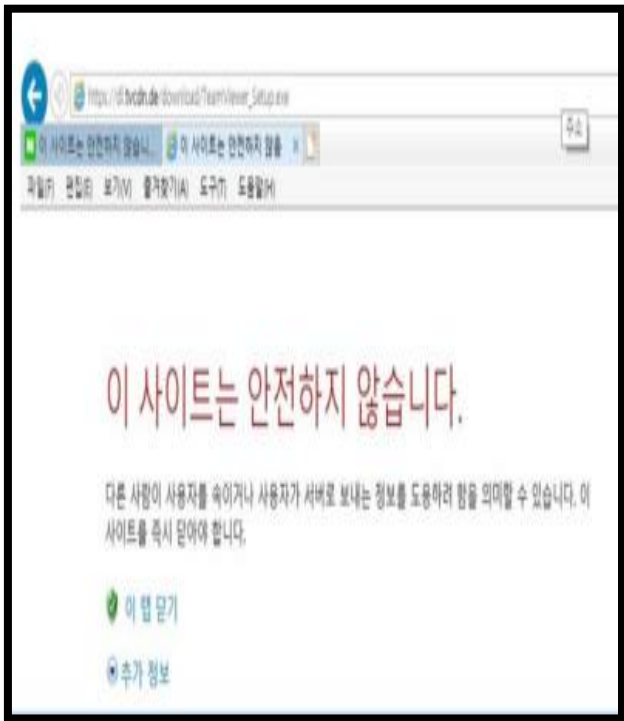 https://dl.tvcdn.de/download/TeamViewer_Setup.exe
주소
이 사이트는 안전하지 않습니... 이 사이트는 안전하지 않음
파일(F) 편집(E) 보기(V) 즐겨찾기(A) 도구(T) 도움말(H)
이 사이트는 안전하지 않습니다.
다른 사람이 사용자를 속이거나 사용자가 서버로 보내는 정보를 도용하려 함을 의미할 수 있습니다. 이
사이트를 즉시 닫아야 합니다.
이 탭 닫기
추가 정보